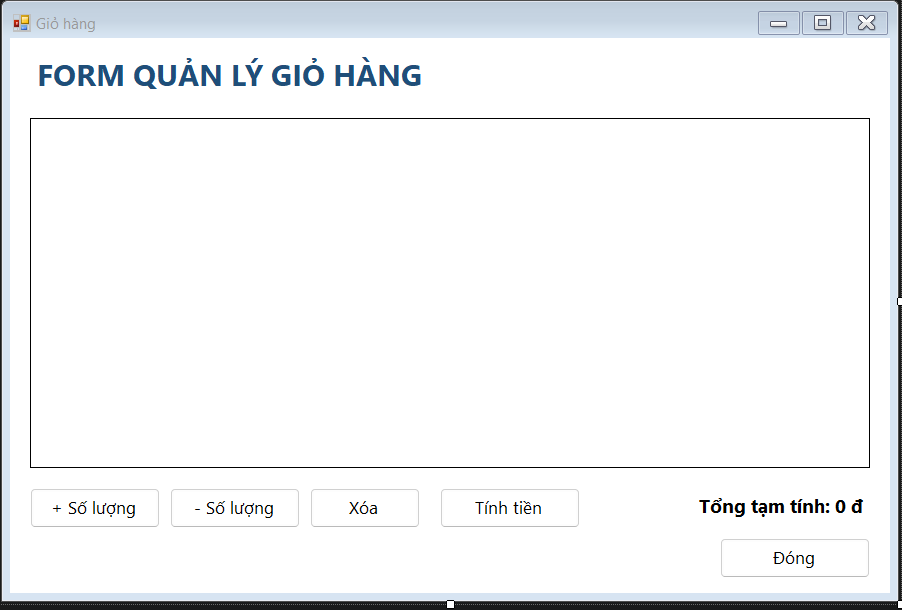 Giỏ hàng
FORM QUẢN LÝ GIỎ HÀNG
+ Số lượng - Số lượng Xóa Tính tiền Tổng tạm tính: 0 đ
Đóng